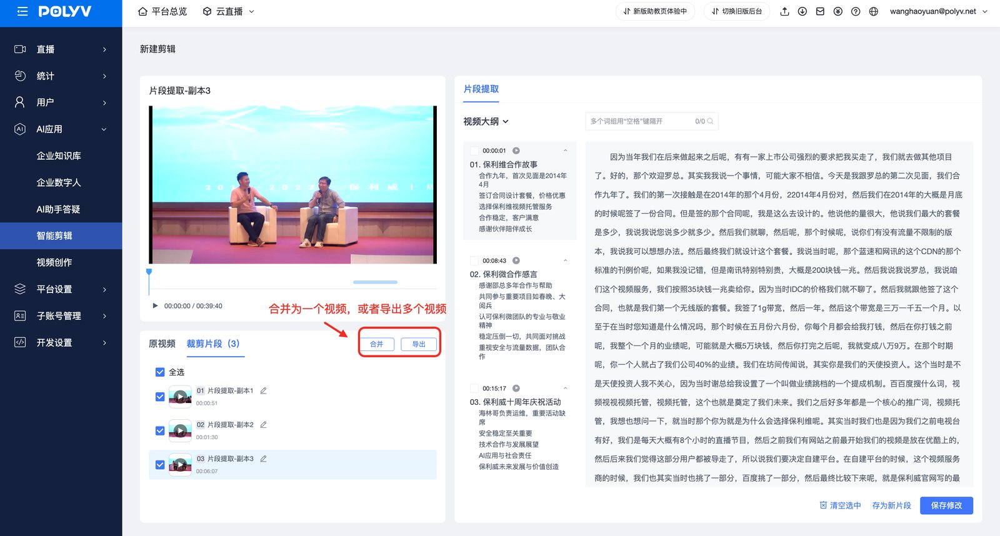 POLYV
平台总览
云直播
新版助教页体验中
切换旧版后台
wanghaoyuan@polyv.net
直播
统计
用户
AI应用
企业知识库
企业数字人
AI助手答疑
智能剪辑
视频创作
平台设置
子账号管理
开发设置
新建剪辑
片段提取-副本3
00:00:00 / 00:39:40
合并为一个视频，或者导出多个视频
原视频
裁剪片段（3）
合并
导出
全选
01 片段提取-副本1
00:00:51
02 片段提取-副本2
00:01:30
03 片段提取-副本3
00:06:07
片段提取
视频大纲
多个词组用“空格”键隔开
0/0
00:00:01
01. 保利维合作故事
合作九年，首次见面是2014年
4月
签订合同设计套餐，价格优惠
选择保利维视频托管服务
合作稳定，客户满意
感谢伙伴陪伴成长
00:08:43
02. 保利微合作感言
感谢邵总多年合作与帮助
共同参与重要项目如春晚、大
阅兵
认可保利微团队的专业与敬业
精神
稳定压倒一切，共同面对挑战
重视安全与流量数据，团队合
作
00:15:17
03. 保利威十周年庆祝活动
海林哥负责运维，重要活动缺
席
安全稳定至关重要
技术合作与发展展望
AI应用与社会责任
保利威未来发展与价值创造
因为当年我们在后来做起来之后呢，有有一家上市公司强烈的要求把我买走了，我们就去做其他项目
了。好的，那个欢迎罗总。其实我我说一个事情，可能大家不相信。今天是我跟罗总的第二次见面，我们合
作九年了。我们的第一次接触是在2014年的那个4月份，22014年4月份对，然后我们在2014年的大概是月底
的时候呢签了一份合同。但是签的那个合同呢，我是这么去设计的。他说他的量很大，他说我们最大的套餐
是多少，我说我说您说多少就多少。然后我们就聊，然后呢，那个时候呢，说你们有没有流量不限制的版
本，我说我可以想想办法。然后最终我们就设计这个套餐。我说当时呢，那个蓝速和网讯的这个CDN的那个
标准的刊例价呢，如果我没记错，但是南讯特别特别贵，大概是200块钱一兆。然后我说我说罗总，我说咱
们这个视频服务，我们按照35块钱一兆卖给你。因为当时IDC的价格我们就不聊了。然后我就跟他签了这个
合同，也就是我们第一个无线版的套餐。我签了1g带宽，然后一年。然后这个带宽是三万一千五一个月。以
至于在当时您知道是什么情况吗，那个时候在五月份六月份，你每个月都会给我打钱，然后在你打钱之前
呢，我整个一个月的业绩呢，可能就是大概5万块钱，然后你打完之后呢，我就变成八万9万。在那个时期
呢，你一个人就占了我们公司40%的业绩。我们在坊间传闻说，其实你是我们的天使投资人。这个当时是不
是天使投资人我不关心，因为当时谢总给我设置了一个叫做业绩跳档的一个提成机制。百百度搜什么词，视
频视视频托管，视频托管，这个也就是奠定了我们未来。我们之后好多年都是一个核心的推广词，视频托
管，我想也想问一下，就当时那个你为就是为什么会选择保利维呢。其实当时我们也是因为我们之前电视台
有好，我们是每天大概有8个小时的直播节目，然后之前我们有网站之前最开始我们的视频是放在优酷上的，
然后后来我们觉得这部分用户都被导走了，所以说我们要决定自建平台。在自建平台的时候，这个视频服务
商的时候，我们也其实当时也挑了一部分，百度挑了一部分，然后最终比较下来呢，就是保利威官网写的最
清空选中
存为新片段
保存修改